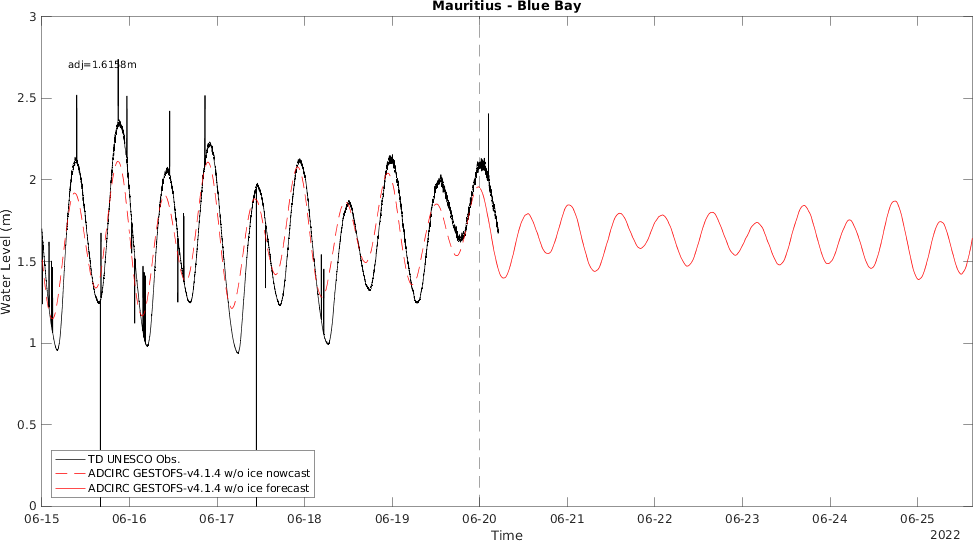 Mauritius - Blue Bay
3
2.5
2
1.5
1
0.5
0
Water Level (m)
adj=1.6158m
TD UNESCO Obs.
ADCIRC GESTOFS-v4.1.4 w/o ice nowcast
ADCIRC GESTOFS-v4.1.4 w/o ice forecast
06-15 06-16 06-17 06-18 06-19 06-20 06-21 06-22 06-23 06-24 06-25
Time
2022